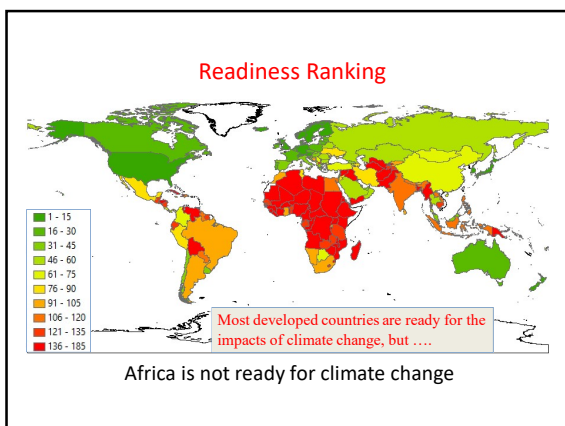 Readiness Ranking
1 - 15
16 - 30
31 - 45
46 - 60
61 - 75
76 - 90
91 - 105
106 - 120
121 - 135
136 - 185
Most developed countries are ready for the
impacts of climate change, but ....
Africa is not ready for climate change